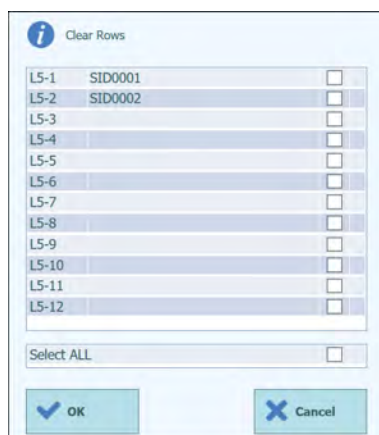 Clear Rows
L5-1 SID0001
L5-2 SID0002
L5-3
L5-4
L5-5
L5-6
L5-7
L5-8
L5-9
L5-10
L5-11
L5-12
Select ALL
OK
Cancel